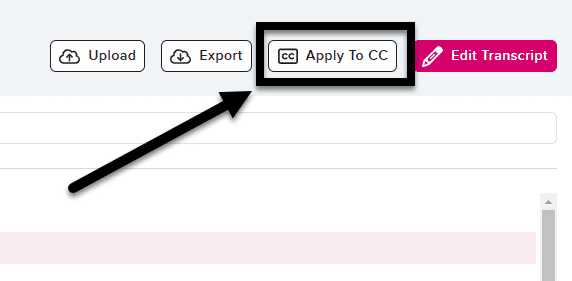 Upload
Export
CC Apply To CC
Edit Transcript